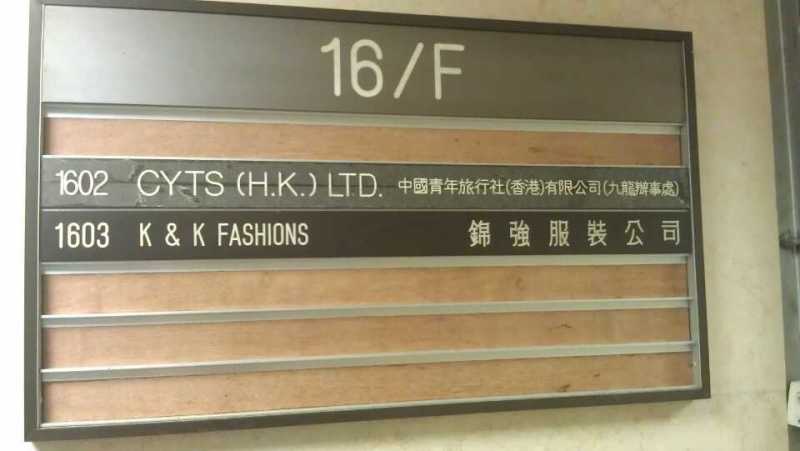 16/F
1602 CYTS (H.K.) LTD. 中國青年旅行社(香港)有限公司(九龍辦事處)
1603 K & K FASHIONS 錦強服裝公司